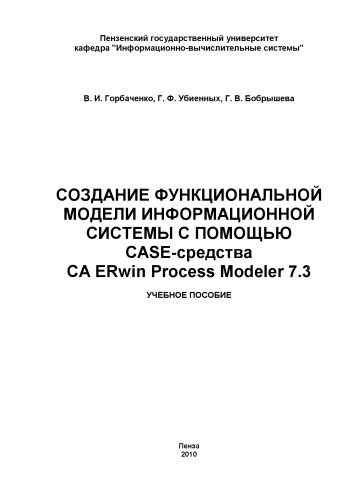 Пензенский государственный университет
кафедра "Информационно-вычислительные системы"
В. И. Горбаченко, Г. Ф. Убиенных, Г. В. Бобрышева
СОЗДАНИЕ ФУНКЦИОНАЛЬНОЙ
МОДЕЛИ ИНФОРМАЦИОННОЙ
СИСТЕМЫ С ПОМОЩЬЮ
CASE-средства
CA ERwin Process Modeler 7.3
УЧЕБНОЕ ПОСОБИЕ
Пенза
2010